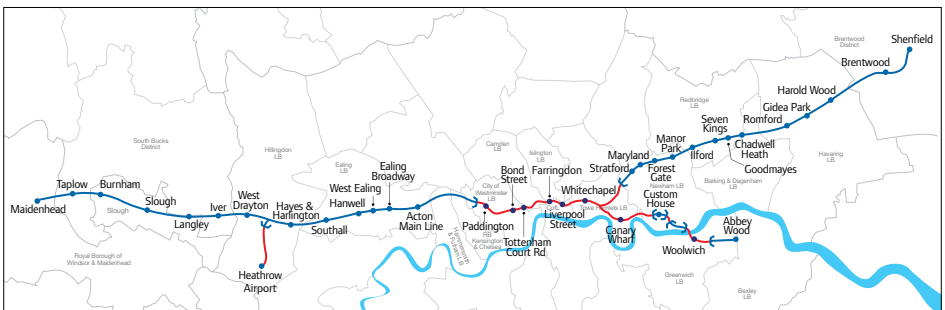 Shenfield
Brentwood
District
Brentwood
Harold Wood
Gidea Park
Romford
Seven
Kings
Chadwell
Heath
Goodmayes
Redbridge
LB
Havering
LB
Manor
Park
Ilford
Maryland
Stratford
Forest
Gate
Newham LB
Barking & Dagenham
LB
Custom
House
Abbey
Wood
Woolwich
Canary
Wharf
Greenwich
LB
Bexley
LB
Whitechapel
Tower Hamlets LB
Liverpool
Street
CofL
Farringdon
Islington
LB
Camden
LB
Bond
Street
Tottenham
Court Rd
City of
Westminster
LB
Paddington
RB
Kensington
& Chelsea
Hammersmith
& Fulham LB
Acton
Main Line
Ealing
Broadway
West Ealing
Ealing
LB
Hanwell
Southall
Hayes &
Harlington
Hillingdon
LB
Heathrow
Airport
West
Drayton
Iver
Langley
Slough
Slough
South Bucks
District
Burnham
Taplow
Maidenhead
Royal Borough of
Windsor & Maidenhead